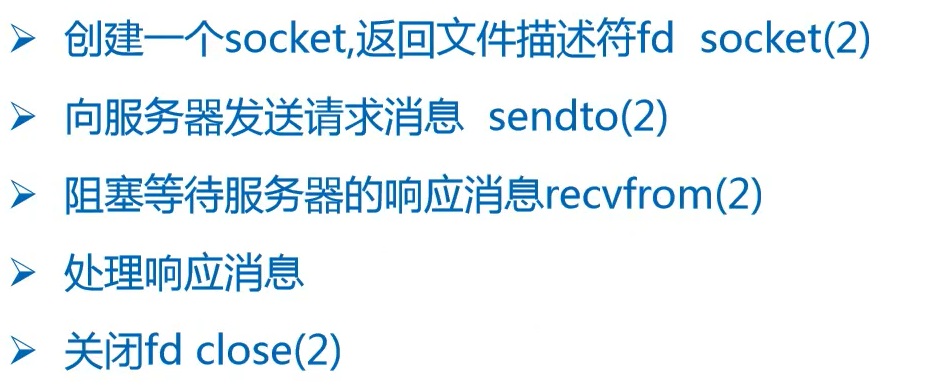 创建一个socket,返回文件描述符fd socket(2)
向服务器发送请求消息 sendto(2)
阻塞等待服务器的响应消息recvfrom(2)
处理响应消息
关闭fd close(2)